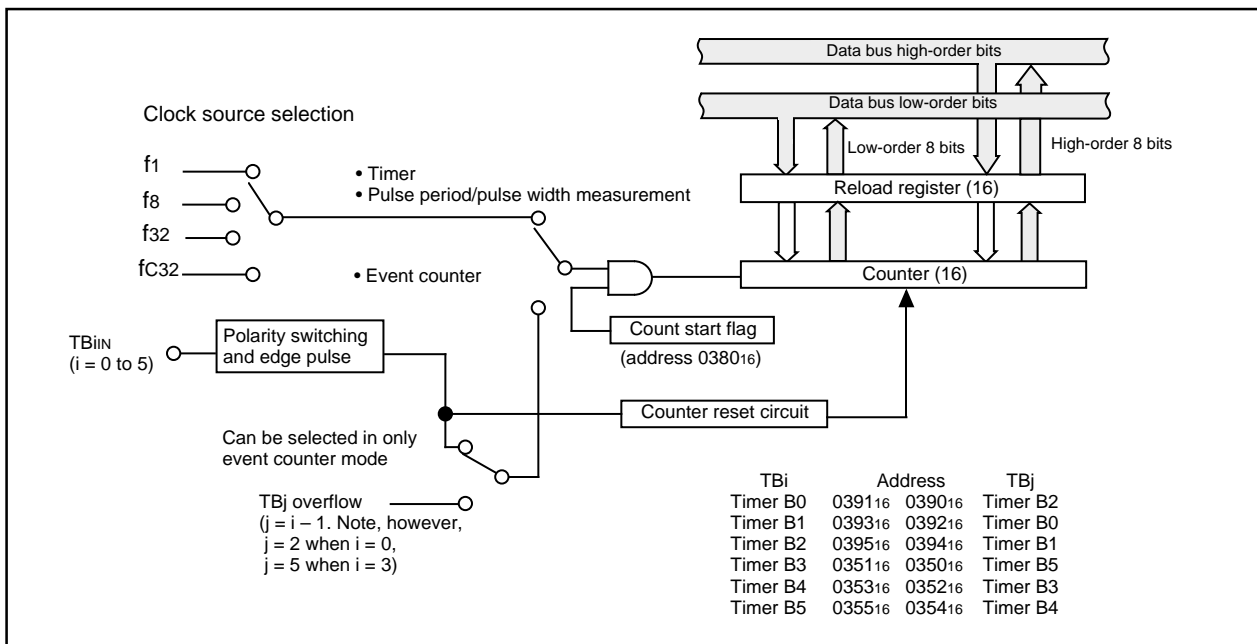 Data bus high-order bits
Data bus low-order bits
Clock source selection
Low-order 8 bits
High-order 8 bits
f1
• Timer
f8
• Pulse period/pulse width measurement
Reload register (16)
f32
fC32
• Event counter
Counter (16)
TBiIN
(i = 0 to 5)
Polarity switching
and edge pulse
Count start flag
(address 038016)
Counter reset circuit
Can be selected in only
event counter mode
TBj overflow
(j = i – 1. Note, however,
j = 2 when i = 0,
j = 5 when i = 3)
TBi Address TBj
Timer B0 039116 039016 Timer B2
Timer B1 039316 039216 Timer B0
Timer B2 039516 039416 Timer B1
Timer B3 035116 035016 Timer B5
Timer B4 035316 035216 Timer B3
Timer B5 035516 035416 Timer B4